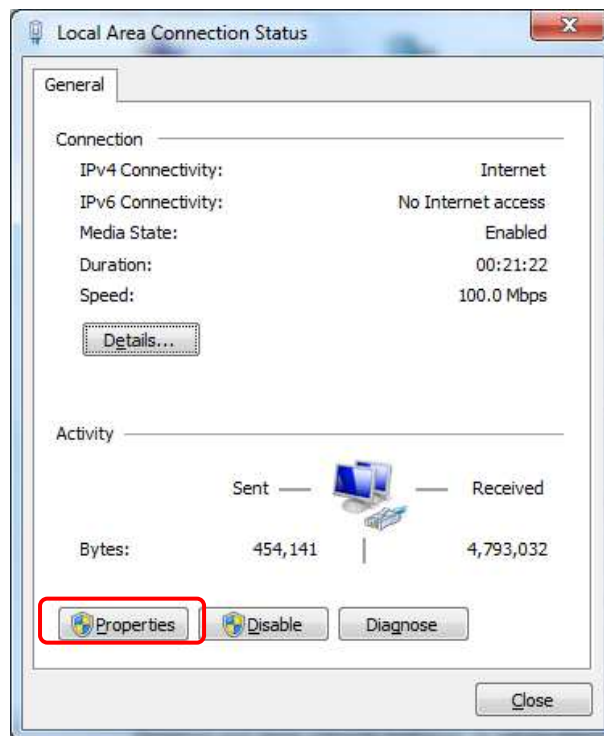 Local Area Connection Status
General
Connection
IPv4 Connectivity: Internet
IPv6 Connectivity: No Internet access
Media State: Enabled
Duration: 00:21:22
Speed: 100.0 Mbps
Details...
Activity
Sent Received
Bytes: 454,141 4,793,032
Properties Disable Diagnose
Close